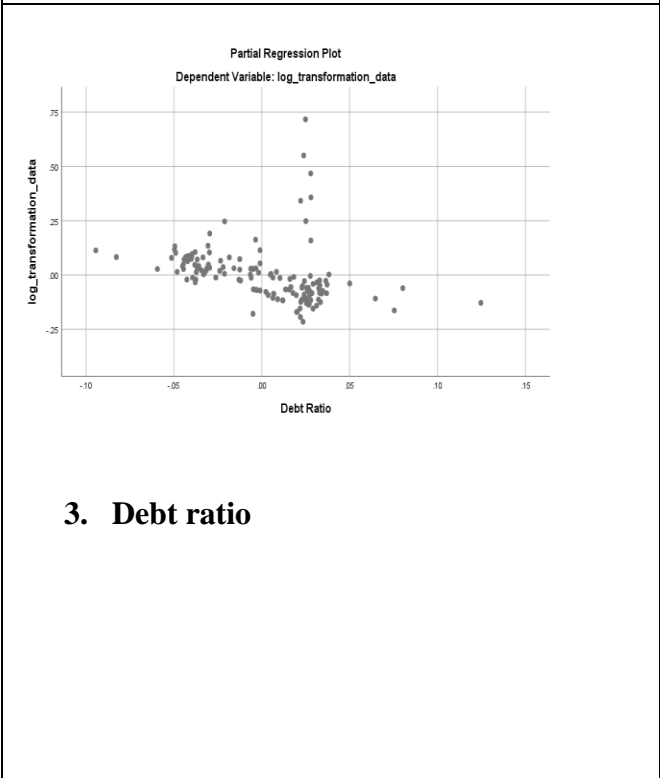 Partial Regression Plot
Dependent Variable: log_transformation_data
log_transformation_data
.75
.50
.25
.00
-.25
-.10
-.05
.00
.05
.10
.15
Debt Ratio
3. Debt ratio